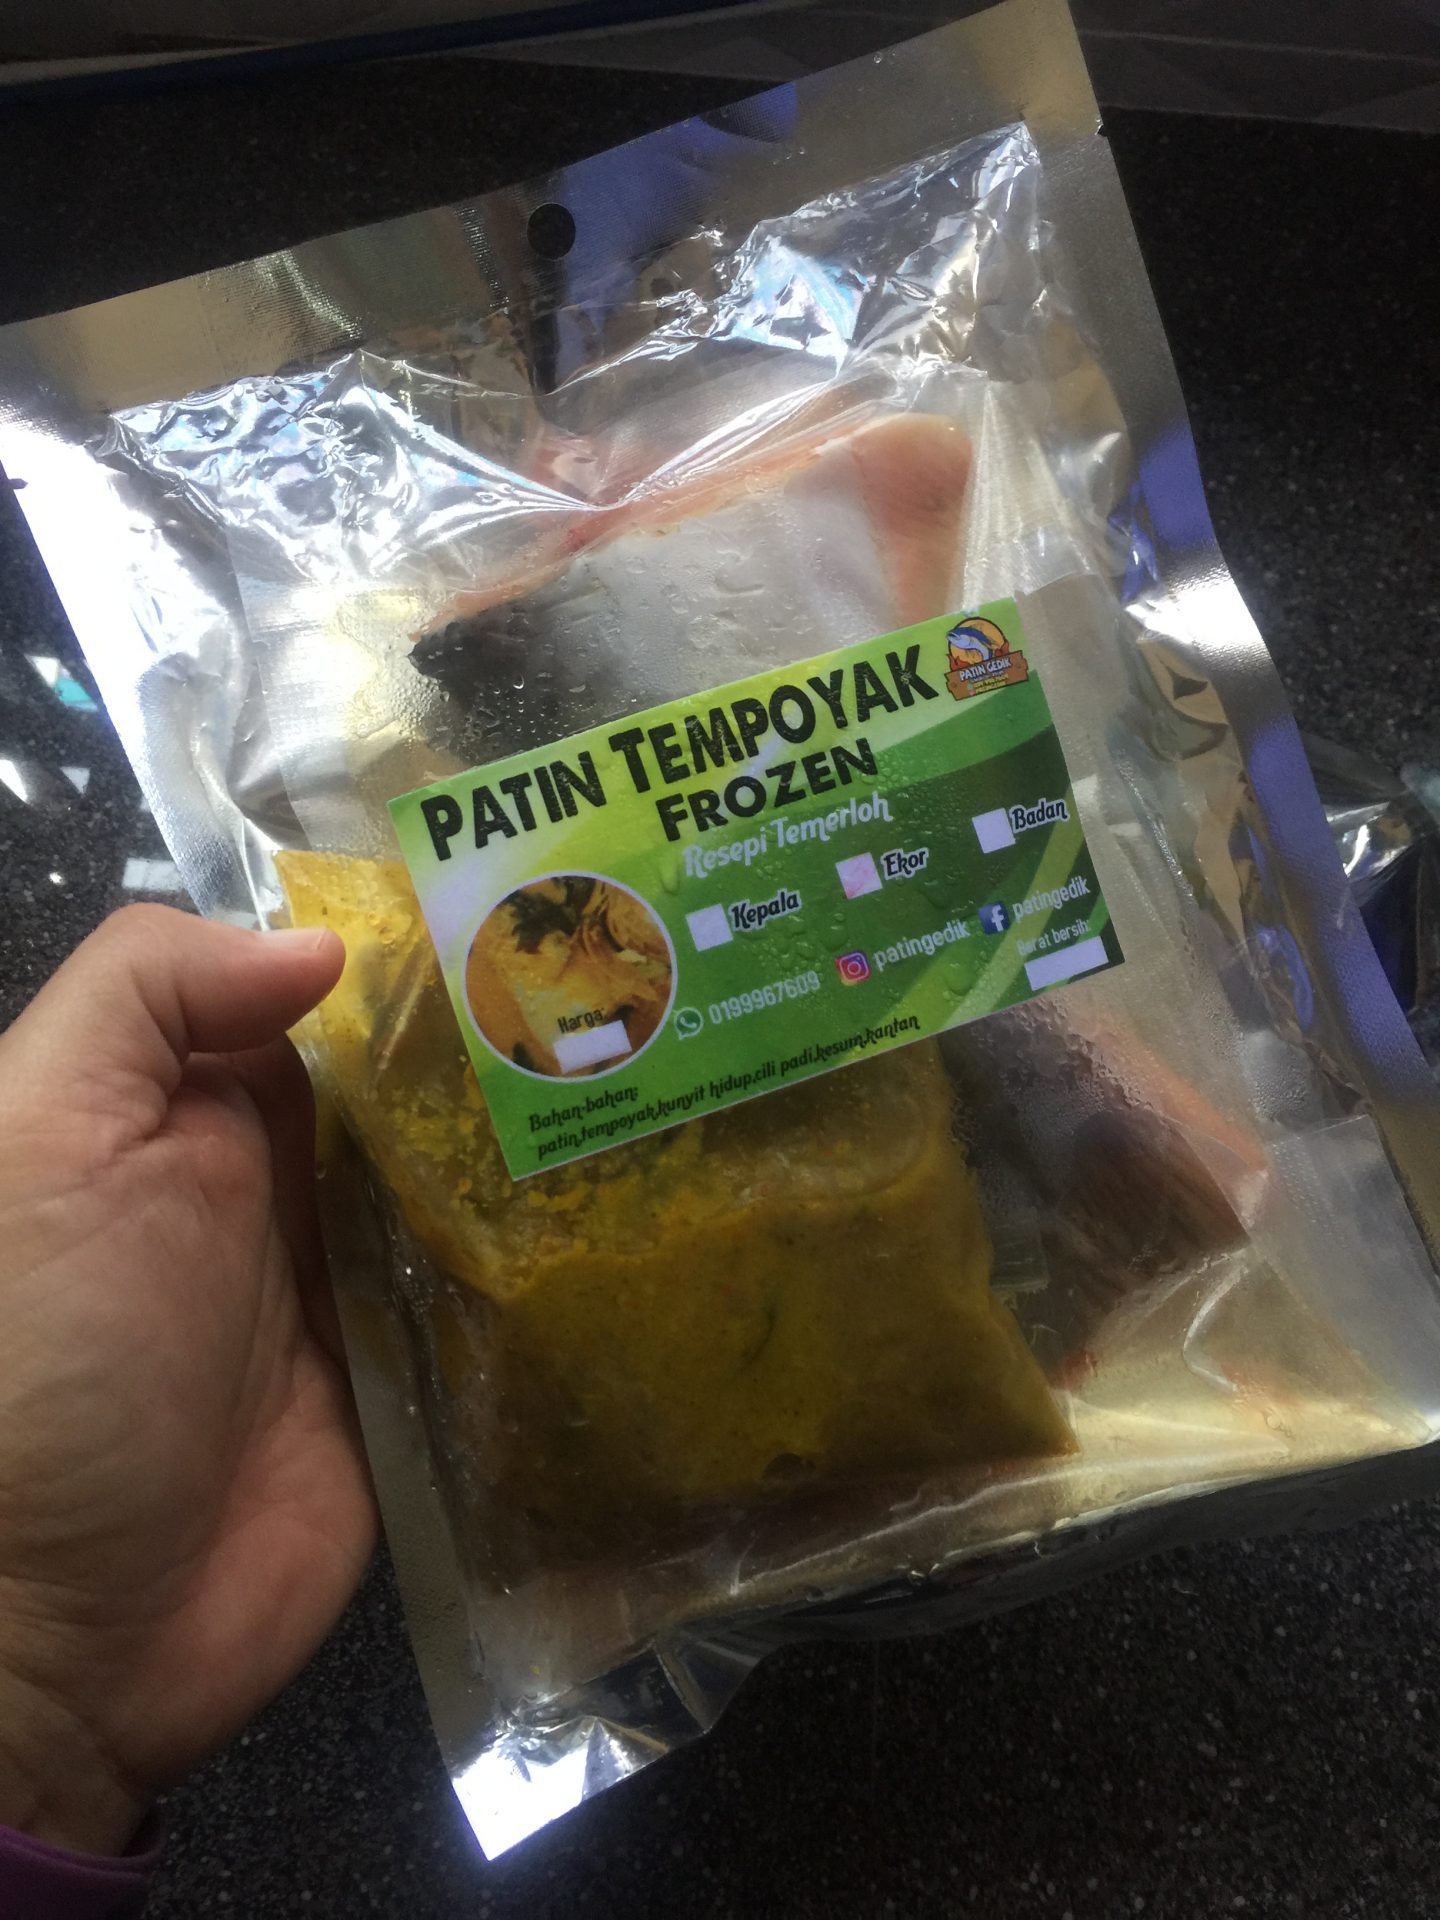 PATIN TEMPOYAK
FROZEN
Resepi Temerloh
PATIN GEDIK
Kepala
Ekor
Badan
0199967609
patingedik
patingedik
Berat bersih:
Harga:
Bahan-bahan:
patin,tempoyak,kunyit hidup,cili padi,kesum,kantan